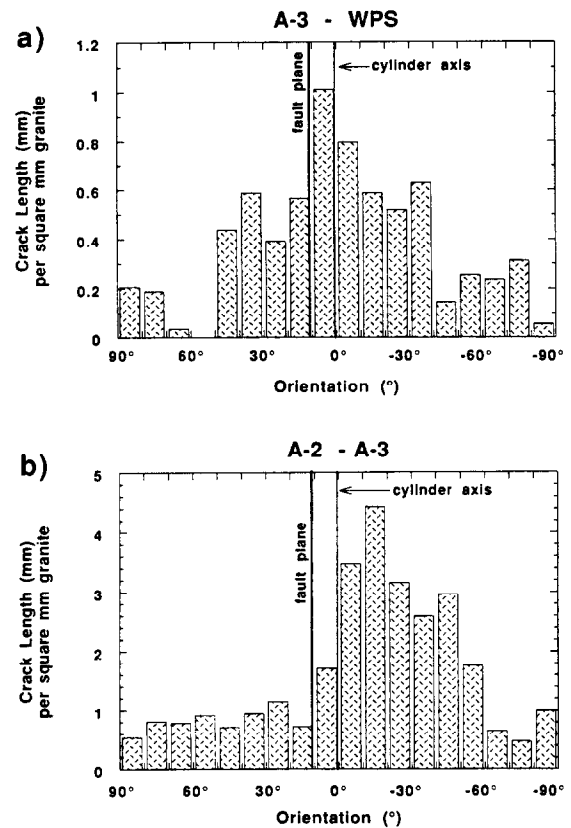 A-3 - WPS
a)
1.2
1
0.8
0.6
0.4
0.2
0
Crack Length (mm)
per square mm granite
fault plane
cylinder axis
90° 60° 30° 0° -30° -60° -90°
Orientation (°)
A-2 - A-3
b)
5
4
3
2
1
0
Crack Length (mm)
per square mm granite
fault plane
cylinder axis
90° 60° 30° 0° -30° -60° -90°
Orientation (°)